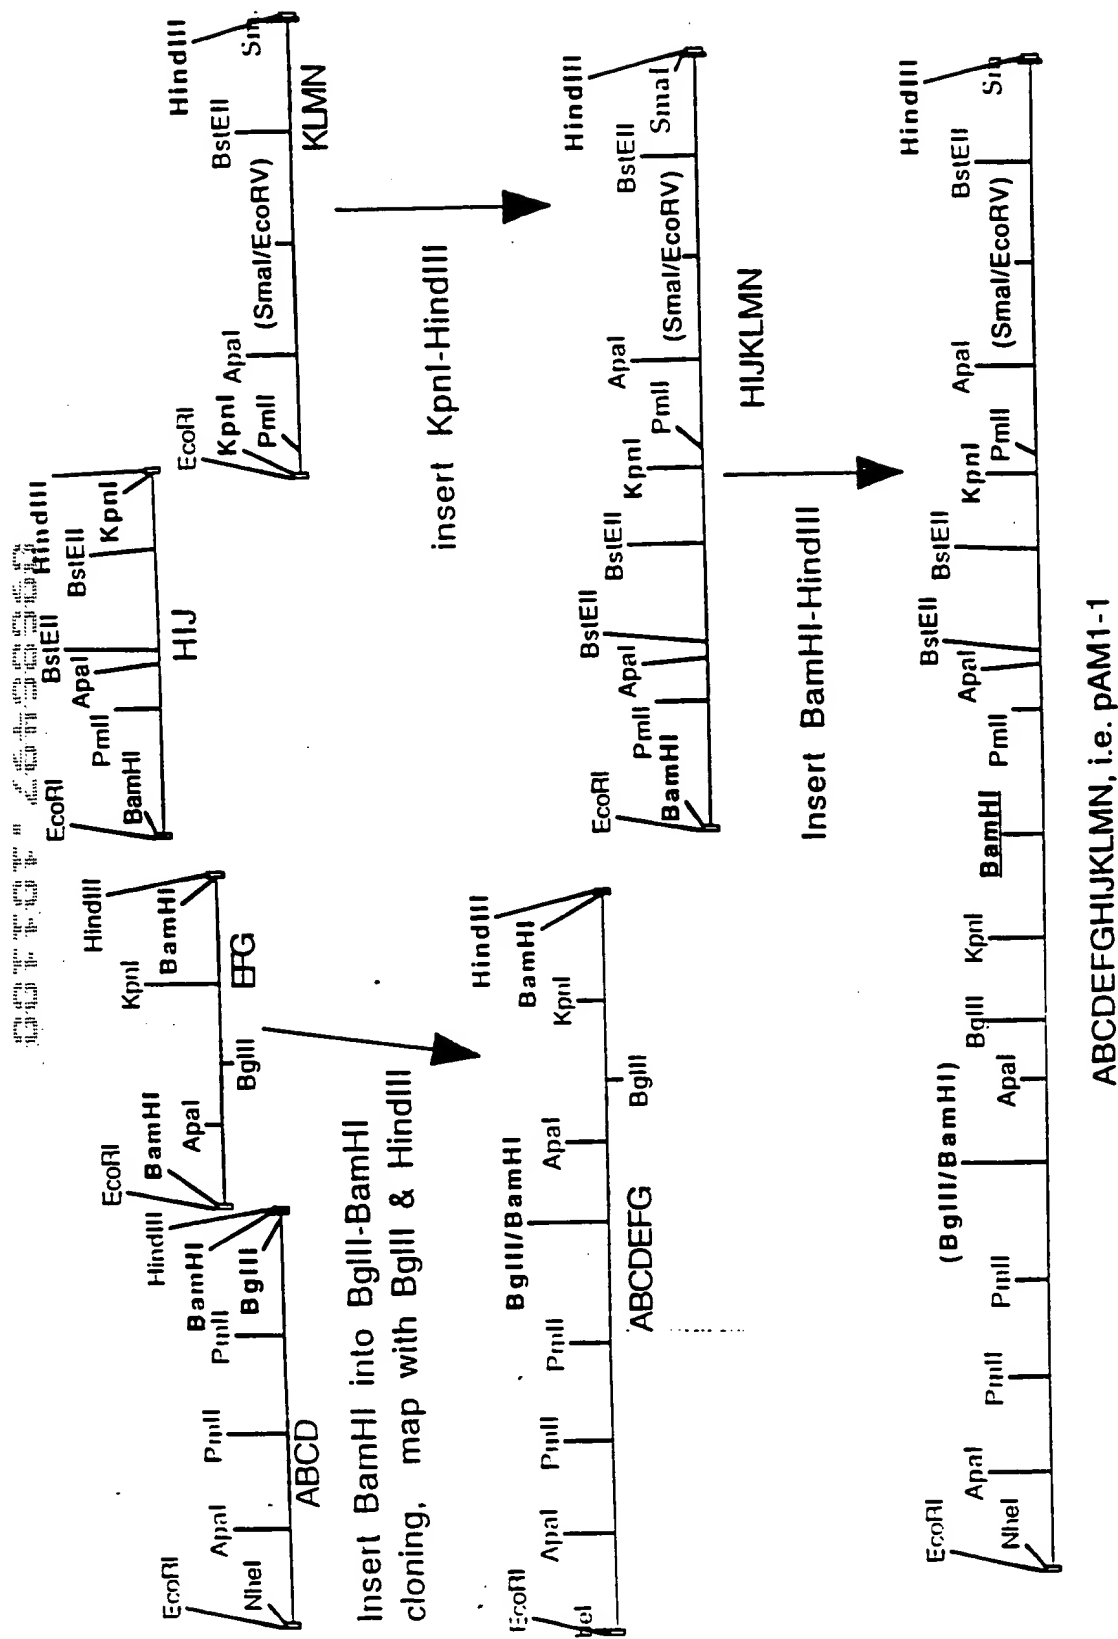 EcoRI
NheI
ApaI
PmlI
PmlI
BglII
BamHI
HindIII
ABCD
EcoRI
BamHI
ApaI
BglII
KpnI
BamHI
HindIII
EFG
EcoRI
BamHI
PmlI
ApaI
BstEII
BstEII
KpnI
HindIII
HIJ
EcoRI
KpnI
PmlI
ApaI
(SmaI/EcoRV)
BstEII
HindIII
KLMN
Insert BamHI into BglII-BamHI
cloning, map with BglII & HindIII
insert KpnI-HindIII
EcoRI
ApaI
PmlI
PmlI
BglII/BamHI
ApaI
BglII
KpnI
BamHI
HindIII
ABCDEFG
EcoRI
BamHI
PmlI
ApaI
BstEII
BstEII
KpnI
PmlI
ApaI
(SmaI/EcoRV)
BstEII
SmaI
HindIII
HIJKLMN
Insert BamHI-HindIII
EcoRI
NheI
ApaI
PmlI
PmlI
(BglII/BamHI)
ApaI
BglII
KpnI
BamHI
PmlI
ApaI
BstEII
BstEII
KpnI
PmlI
ApaI
(SmaI/EcoRV)
BstEII
HindIII
ABCDEFGHIJKLMN, i.e. pAM1-1